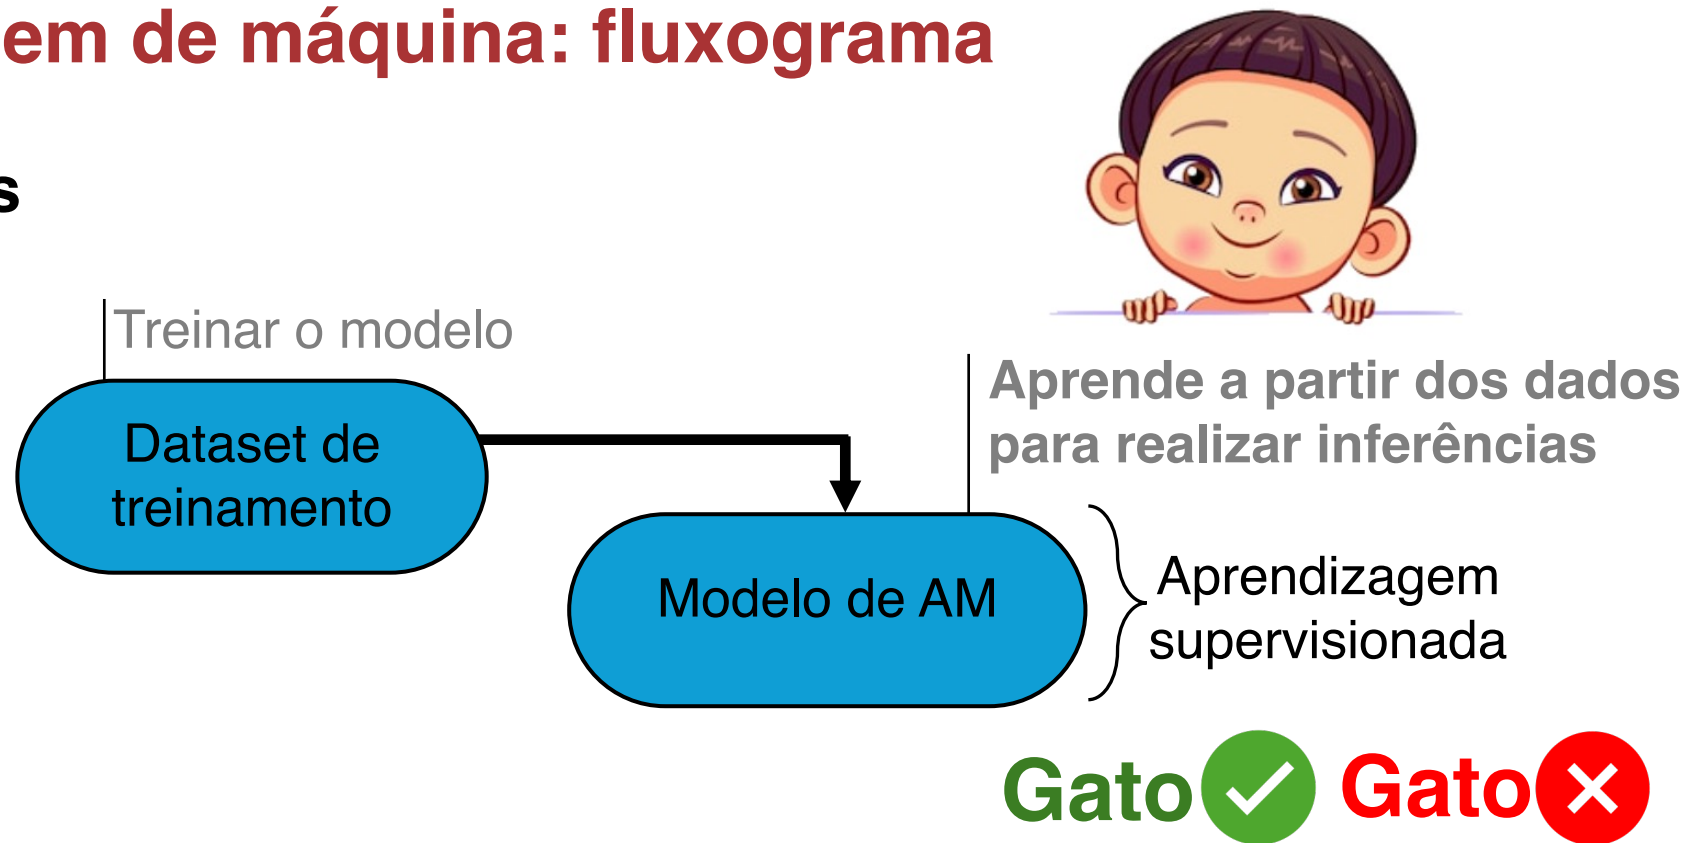 em de máquina: fluxograma
s
Treinar o modelo
Dataset de
treinamento
Aprende a partir dos dados
para realizar inferências
Modelo de AM
Aprendizagem
supervisionada
Gato Gato